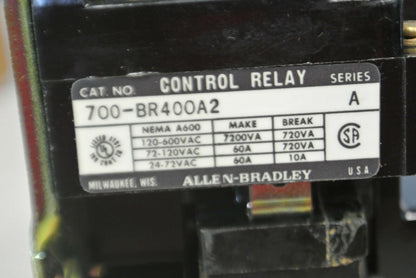 CAT. NO. CONTROL RELAY SERIES
700-BR400A2 A
NEMA A600 MAKE BREAK
120-600VAC 7200VA 720VA
72-120VAC 60A 720VA
24-72VAC 60A 10A
MILWAUKEE, WIS. ALLEN-BRADLEY USA